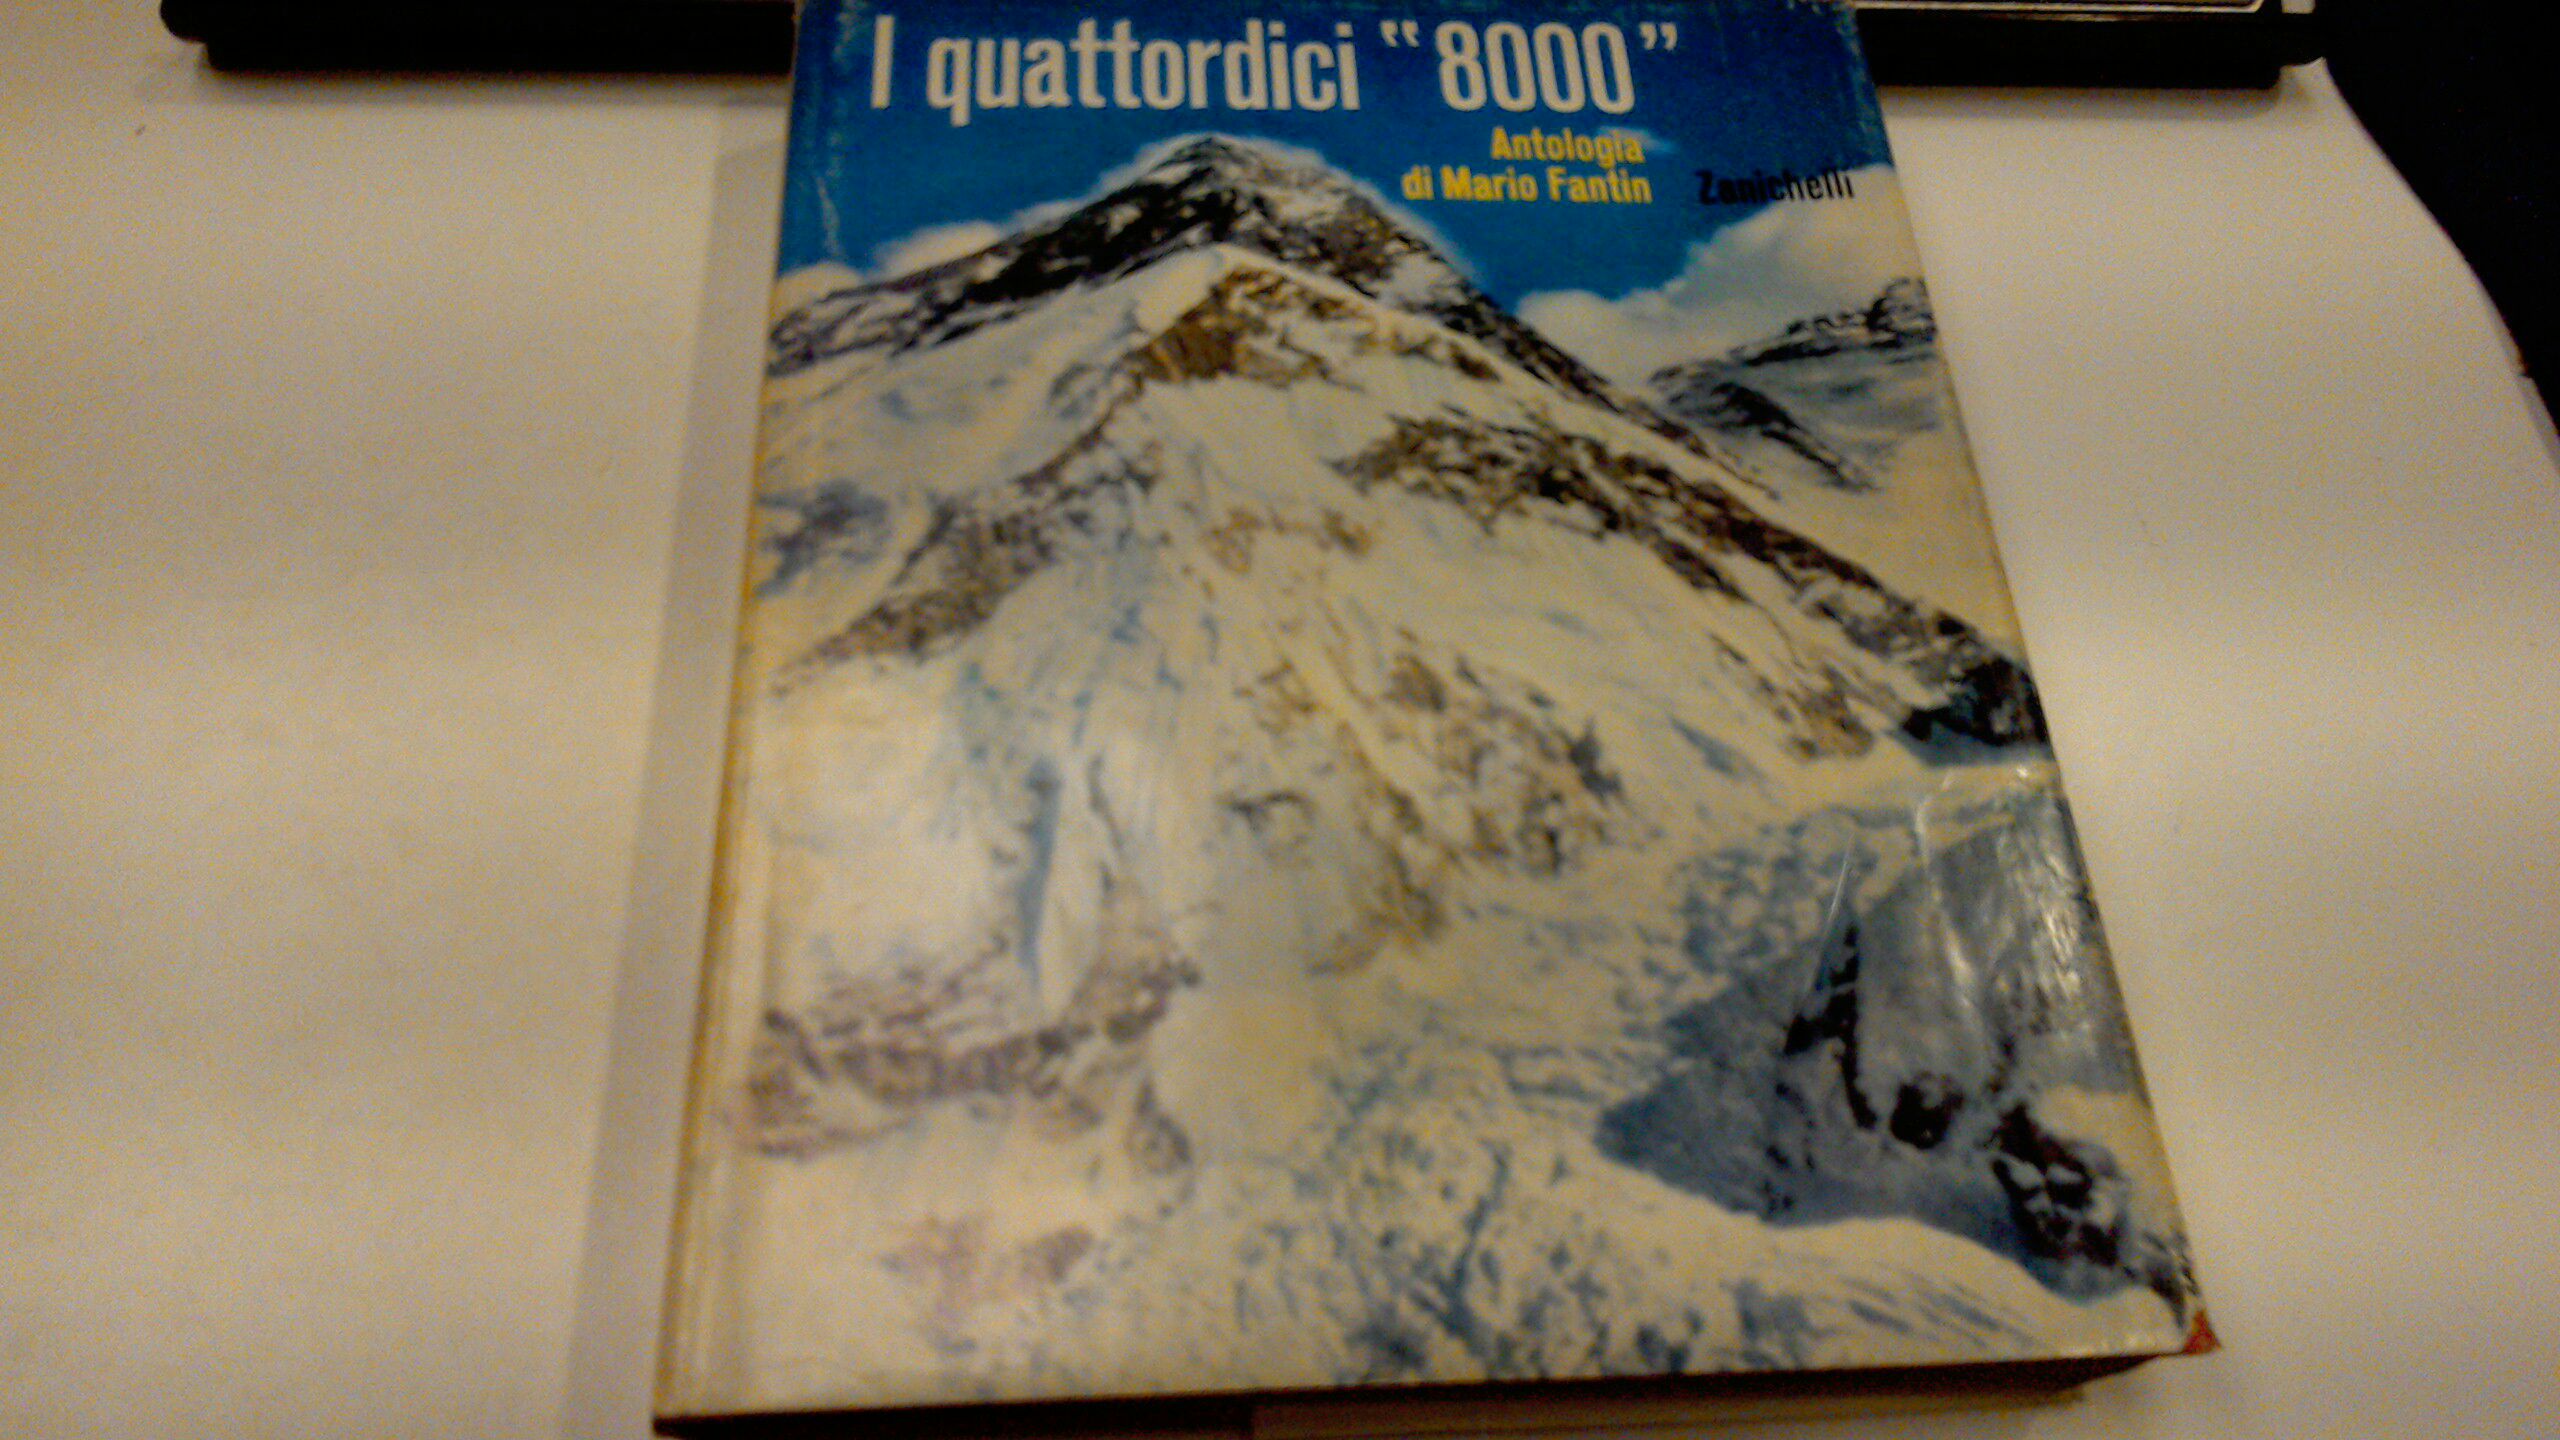 I quattordici “8000”
Antologia
di Mario Fantin
Zanichelli